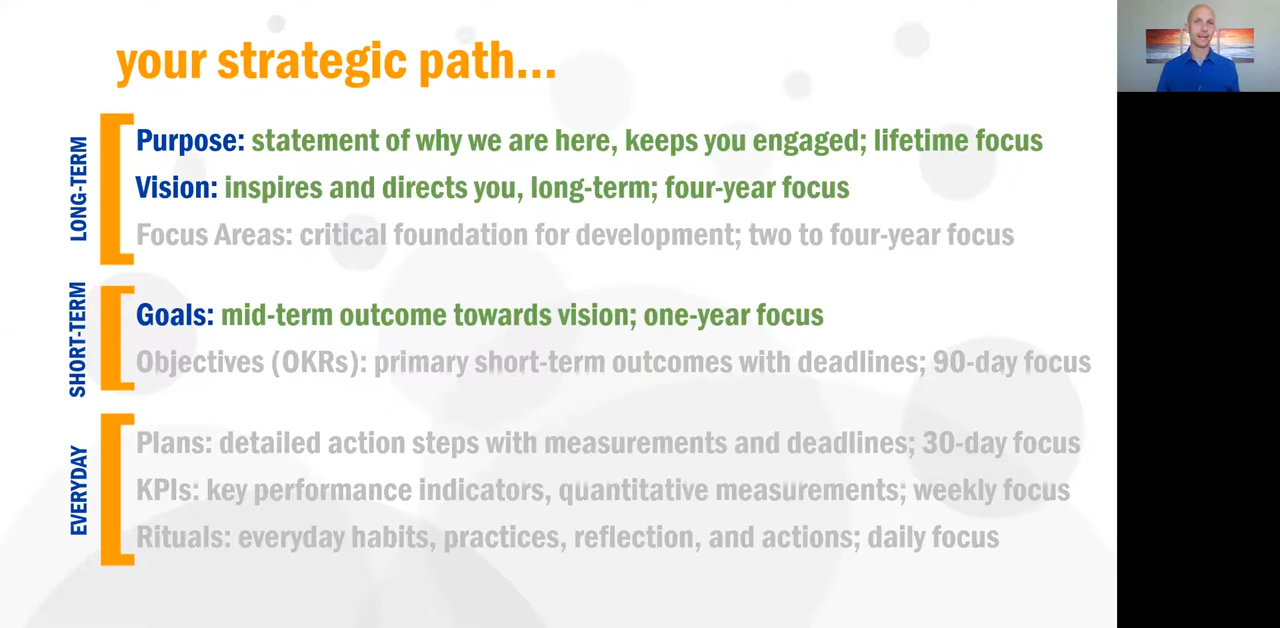 your strategic path...
LONG-TERM
Purpose: statement of why we are here, keeps you engaged; lifetime focus
Vision: inspires and directs you, long-term; four-year focus
Focus Areas: critical foundation for development; two to four-year focus
SHORT-TERM
Goals: mid-term outcome towards vision; one-year focus
Objectives (OKRs): primary short-term outcomes with deadlines; 90-day focus
EVERYDAY
Plans: detailed action steps with measurements and deadlines; 30-day focus
KPIs: key performance indicators, quantitative measurements; weekly focus
Rituals: everyday habits, practices, reflection, and actions; daily focus